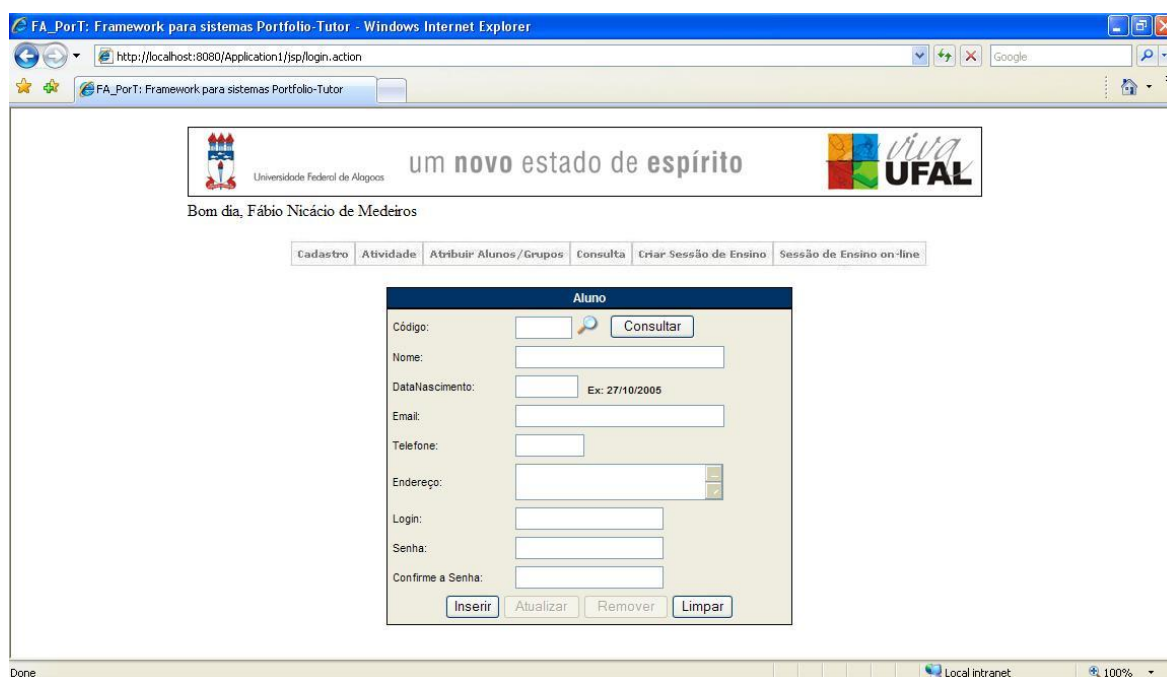 FA_PorT: Framework para sistemas Portfolio-Tutor - Windows Internet Explorer
http://localhost:8080/Application1/jsp/login.action
Google
FA_PorT: Framework para sistemas Portfolio-Tutor
Universidade Federal de Alagoas
um novo estado de espírito
viva
UFAL
Bom dia, Fábio Nicácio de Medeiros
Cadastro Atividade Atribuir Alunos/Grupos Consulta Criar Sessão de Ensino Sessão de Ensino on-line
Aluno
Código: Consultar
Nome:
DataNascimento: Ex: 27/10/2005
Email:
Telefone:
Endereço:
Login:
Senha:
Confirme a Senha:
Inserir Atualizar Remover Limpar
Done Local intranet 100%